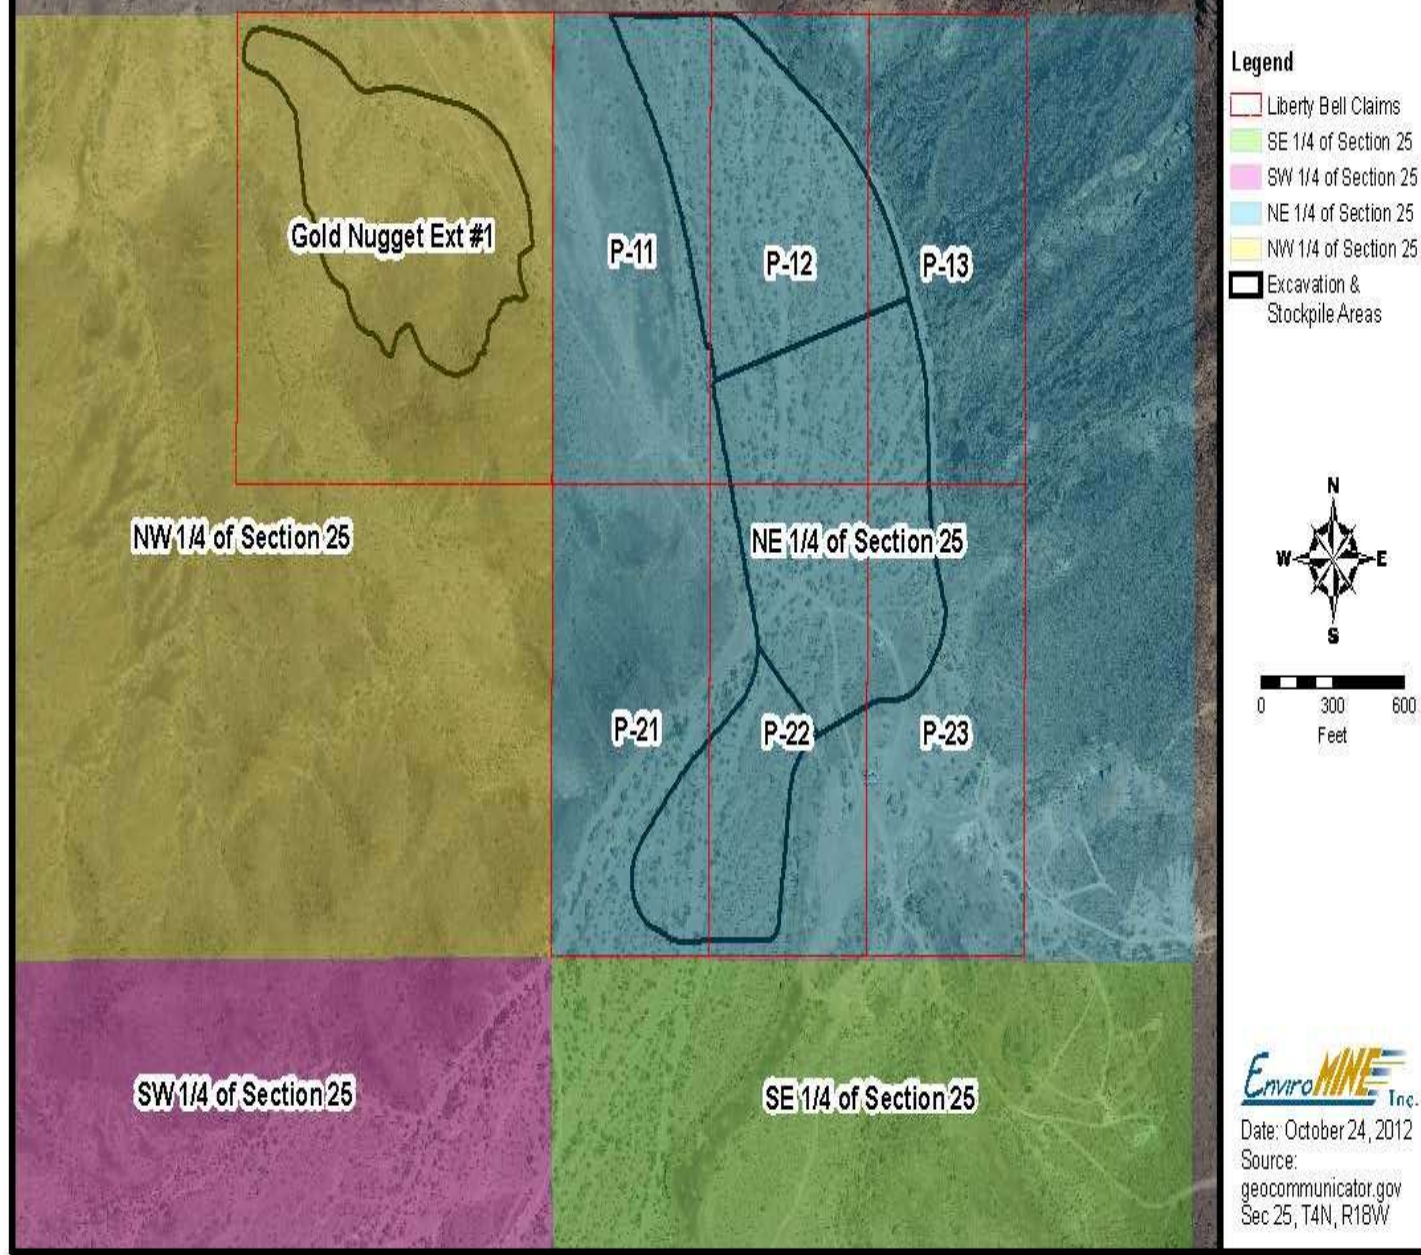 Gold Nugget Ext #1
P-11
P-12
P-13
NW 1/4 of Section 25
NE 1/4 of Section 25
P-21
P-22
P-23
SW 1/4 of Section 25
SE 1/4 of Section 25
Legend
Liberty Bell Claims
SE 1/4 of Section 25
SW 1/4 of Section 25
NE 1/4 of Section 25
NW 1/4 of Section 25
Excavation &
Stockpile Areas
N
W E
S
0 300 600
Feet
EnviroMINE Inc.
Date: October 24, 2012
Source:
geocommunicator.gov
Sec 25, T4N, R18W